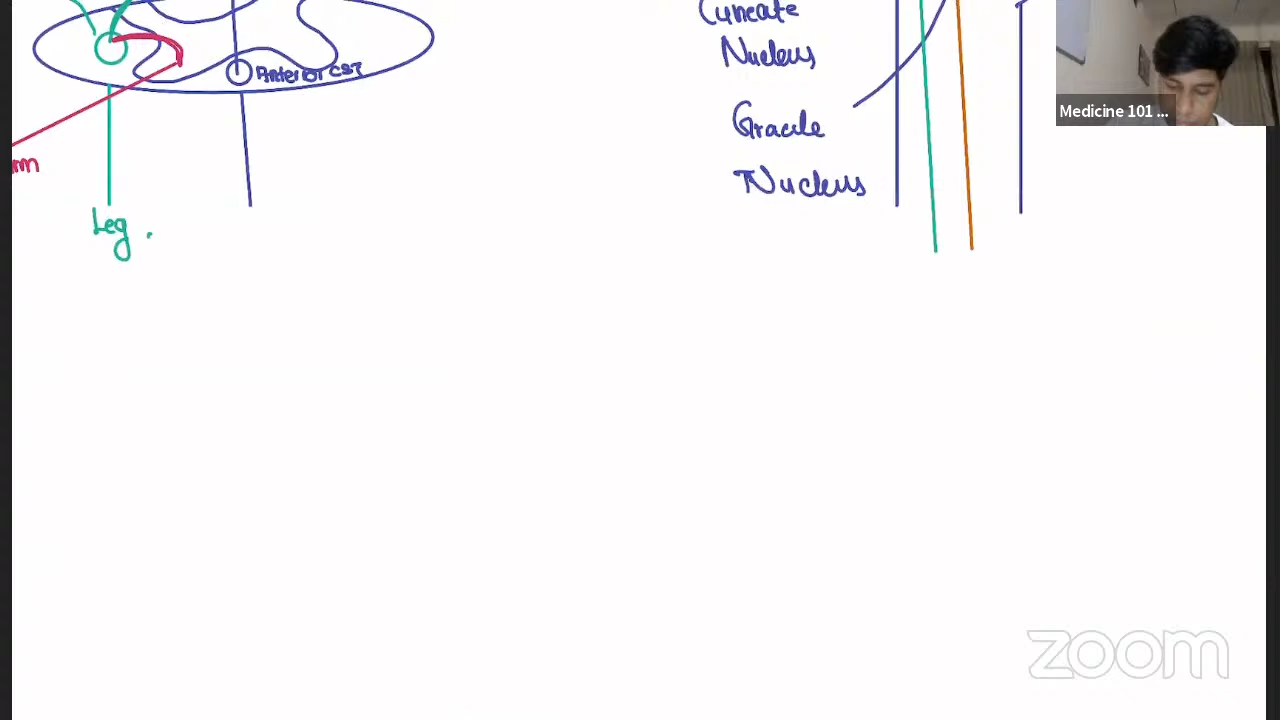 Anterior CST
Leg .
Cuneate
Nucleus
Gracile
Nucleus
Medicine 101 ...
zoom